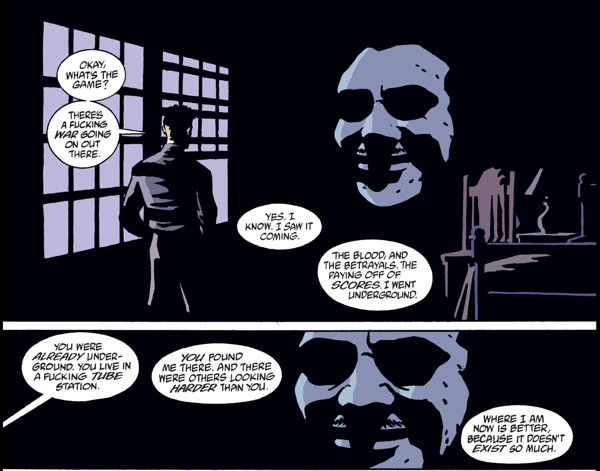 OKAY,
WHAT'S THE
GAME?
THERE'S
A FUCKING
WAR GOING
ON OUT
THERE.
YES. I
KNOW. I SAW IT
COMING.
THE BLOOD, AND
THE BETRAYALS. THE
PAYING OFF OF
SCORES. I WENT
UNDERGROUND.
YOU WERE
ALREADY UNDER-
GROUND. YOU LIVE IN
A FUCKING TUBE
STATION.
YOU FOUND
ME THERE. AND THERE
WERE OTHERS LOOKING
HARDER THAN YOU.
WHERE I AM
NOW IS BETTER,
BECAUSE IT DOESN'T
EXIST SO MUCH.